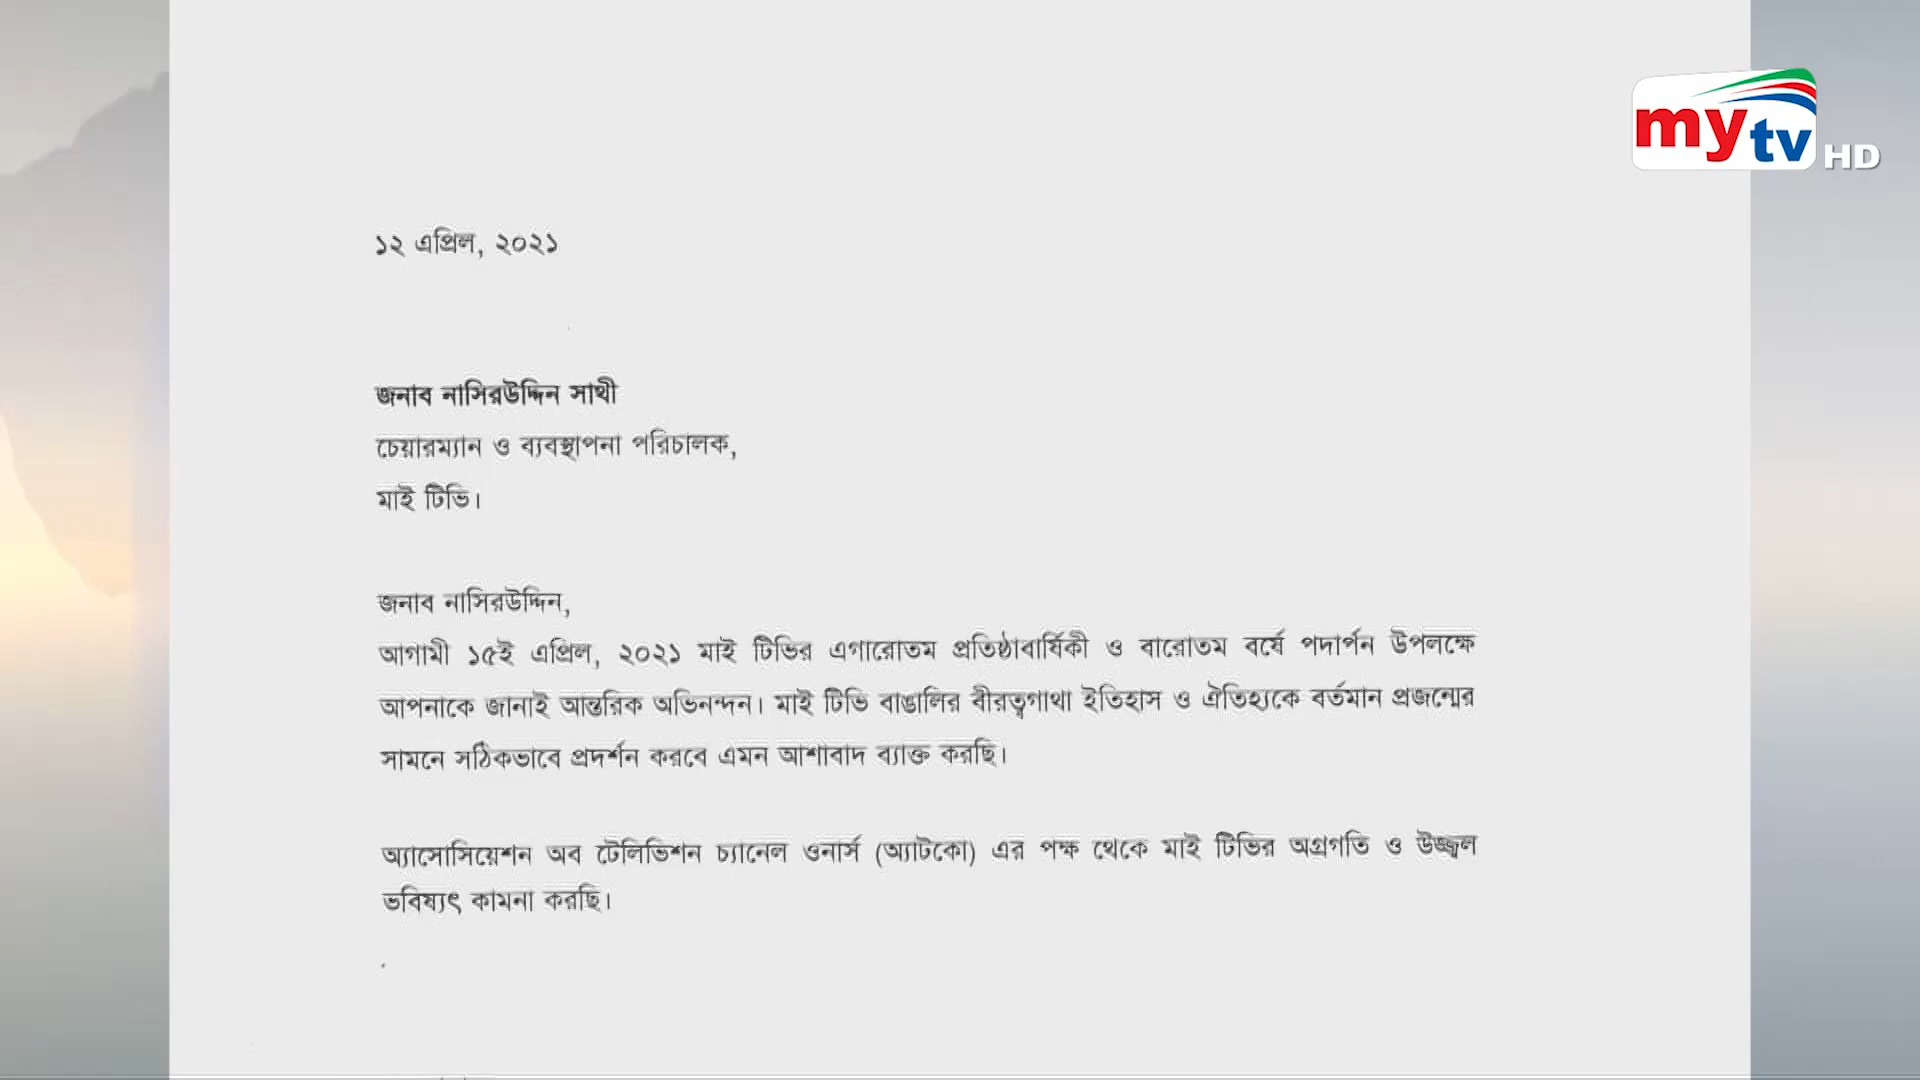 mytv HD
১২ এপ্রিল, ২০২১
জনাব নাসিরউদ্দিন সাথী
চেয়ারম্যান ও ব্যবস্থাপনা পরিচালক,
মাই টিভি।
জনাব নাসিরউদ্দিন,
আগামী ১৫ই এপ্রিল, ২০২১ মাই টিভির এগারোতম প্রতিষ্ঠাবার্ষিকী ও বারোতম বর্ষে পদার্পন উপলক্ষে
আপনাকে জানাই আন্তরিক অভিনন্দন। মাই টিভি বাঙালির বীরত্বগাথা ইতিহাস ও ঐতিহ্যকে বর্তমান প্রজন্মের
সামনে সঠিকভাবে প্রদর্শন করবে এমন আশাবাদ ব্যাক্ত করছি।
অ্যাসোসিয়েশন অব টেলিভিশন চ্যানেল ওনার্স (অ্যাটকো) এর পক্ষ থেকে মাই টিভির অগ্রগতি ও উজ্জ্বল
ভবিষ্যৎ কামনা করছি।